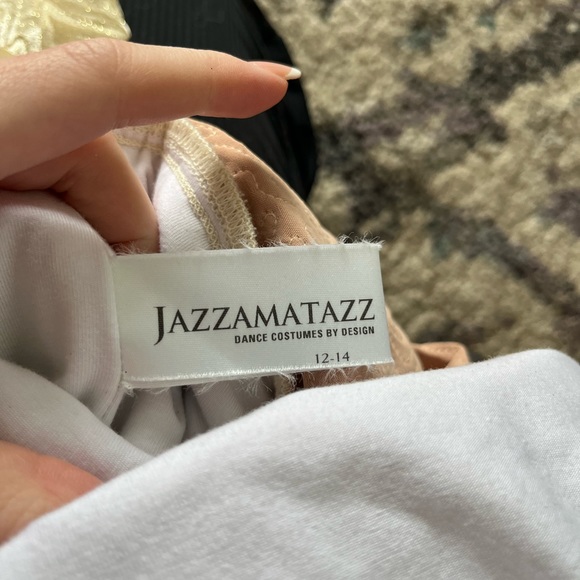 JAZZAMATAZZ
DANCE COSTUMES BY DESIGN
12-14